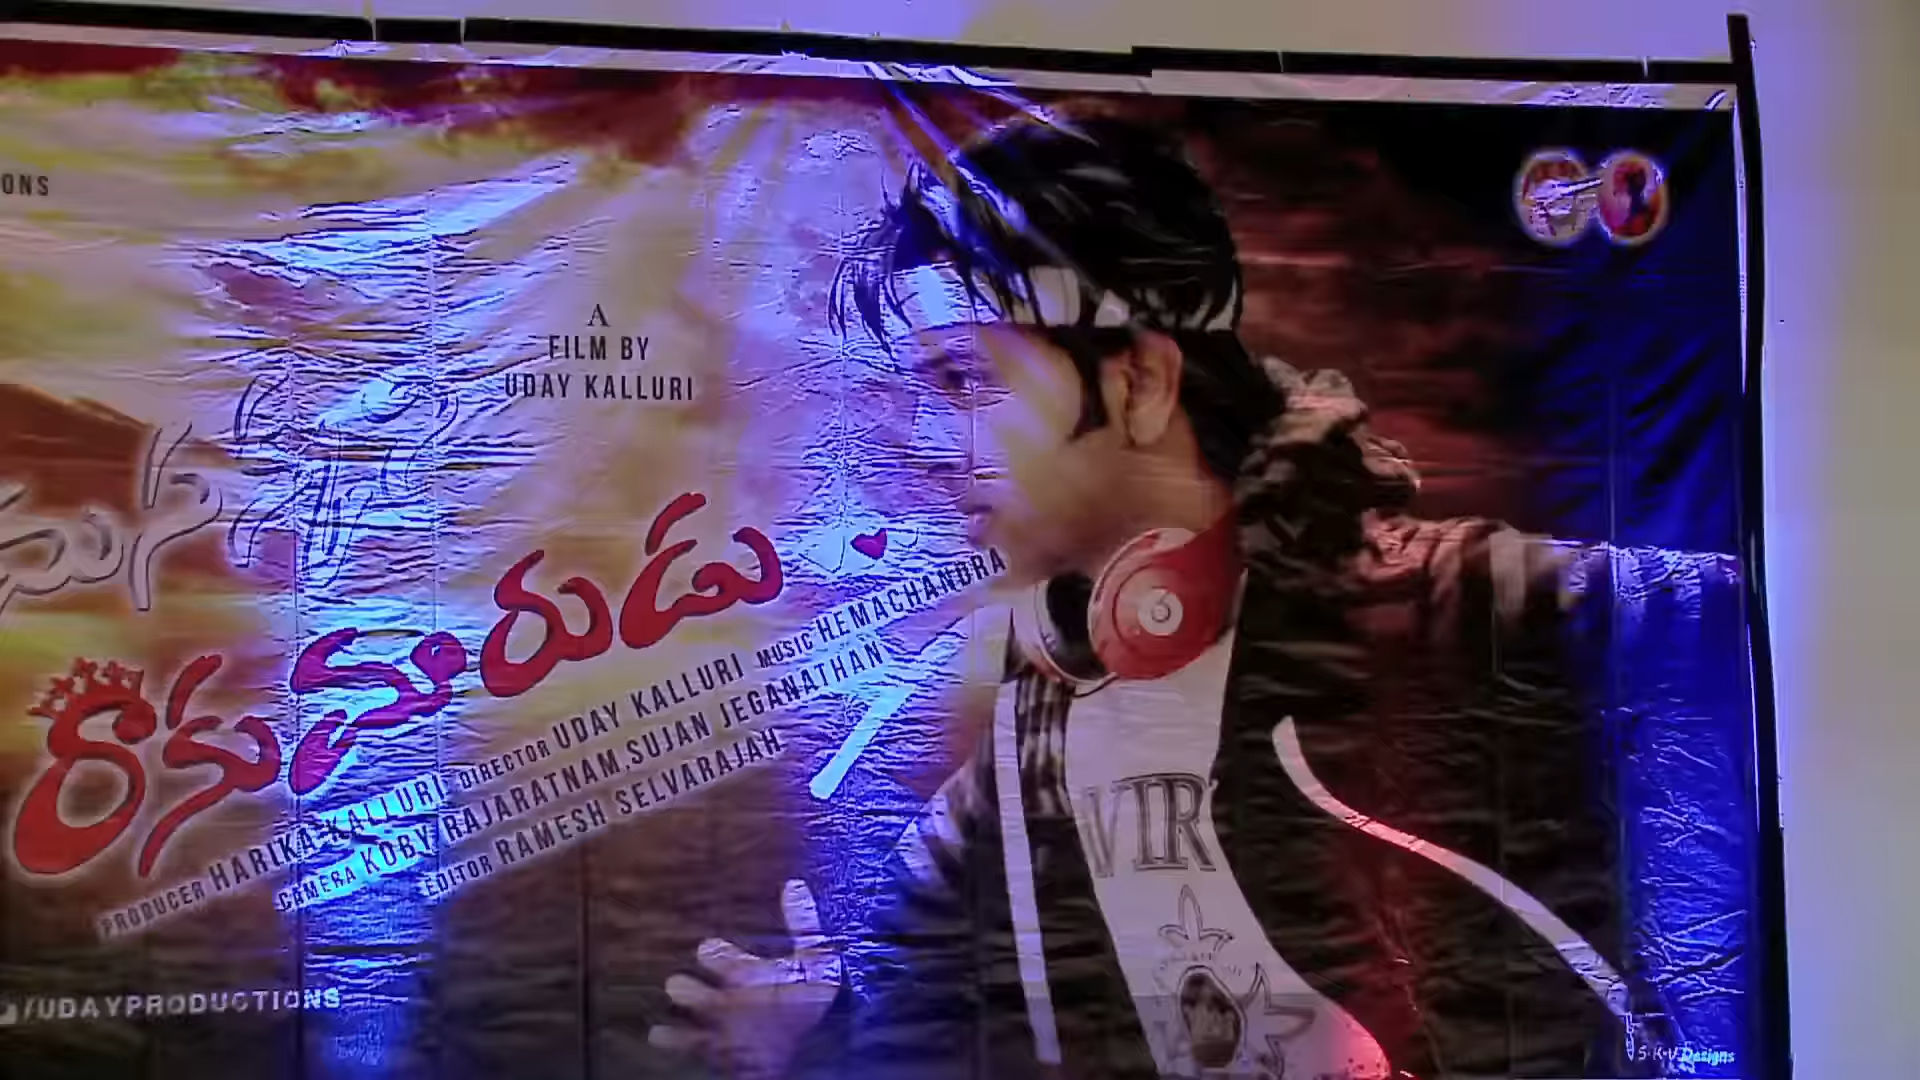 ONS
A
FILM BY
UDAY KALLURI
రాకుమారుడు
PRODUCER HARIKA KALLURI DIRECTOR UDAY KALLURI MUSIC HEMACHANDRA
CAMERA KOBY RAJARATNAM,SUJAN JEGANATHAN
EDITOR RAMESH SELVARAJAH
VIR
/UDAYPRODUCTIONS
S·K·V Designs